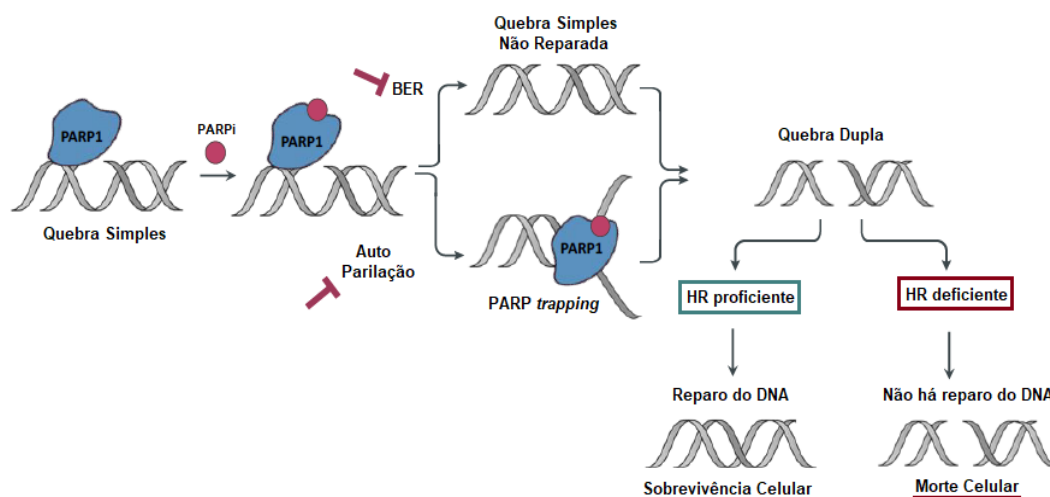 PARP1
Quebra Simples
PARPi
PARP1
BER
Auto
Parilação
Quebra Simples
Não Reparada
PARP1
PARP trapping
Quebra Dupla
HR proficiente
HR deficiente
Reparo do DNA
Não há reparo do DNA
Sobrevivência Celular
Morte Celular